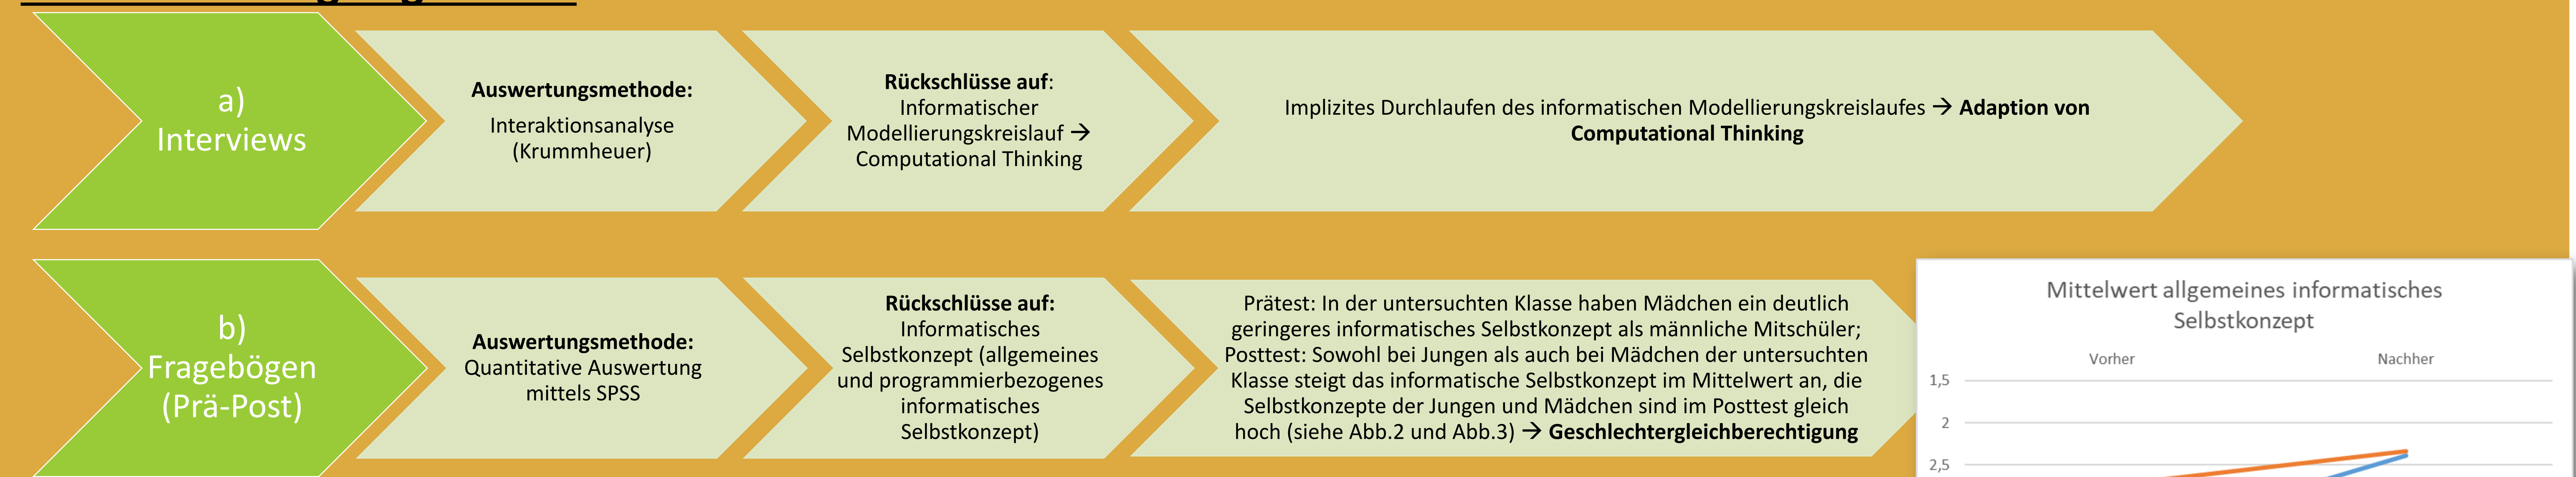 a)
Interviews
Auswertungsmethode:
Interaktionsanalyse
(Krummheuer)
Rückschlüsse auf:
Informatischer
Modellierungskreislauf →
Computational Thinking
Implizites Durchlaufen des informatischen Modellierungskreislaufes → Adaption von
Computational Thinking
b)
Fragebögen
(Prä-Post)
Auswertungsmethode:
Quantitative Auswertung
mittels SPSS
Rückschlüsse auf:
Informatisches
Selbstkonzept (allgemeines
und programmierbezogenes
informatisches
Selbstkonzept)
Prätest: In der untersuchten Klasse haben Mädchen ein deutlich
geringeres informatisches Selbstkonzept als männliche Mitschüler;
Posttest: Sowohl bei Jungen als auch bei Mädchen der untersuchten
Klasse steigt das informatische Selbstkonzept im Mittelwert an, die
Selbstkonzepte der Jungen und Mädchen sind im Posttest gleich
hoch (siehe Abb.2 und Abb.3) → Geschlechtergleichberechtigung
Mittelwert allgemeines informatisches
Selbstkonzept
Vorher Nachher
1,5
2
2,5